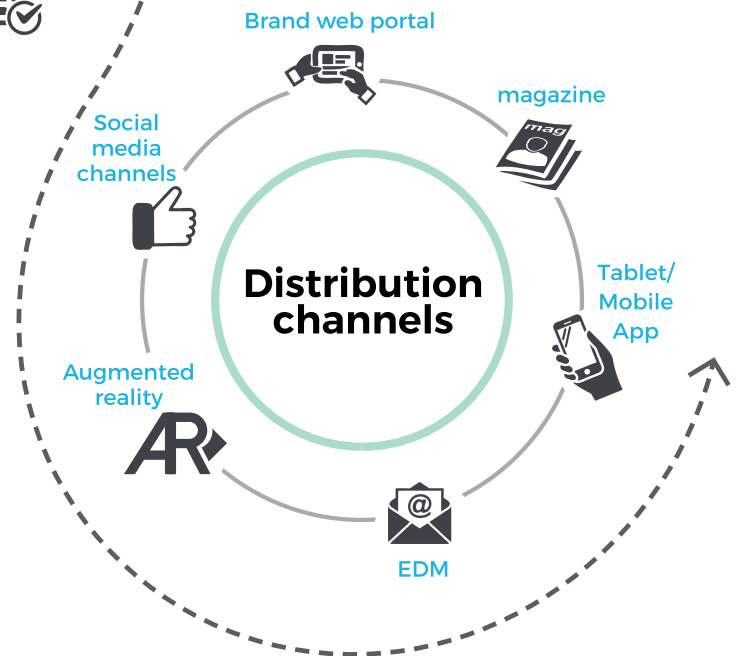 Brand web portal
magazine
mag
Social
media
channels
Tablet/
Mobile
App
Distribution
channels
Augmented
reality
AR
@
EDM